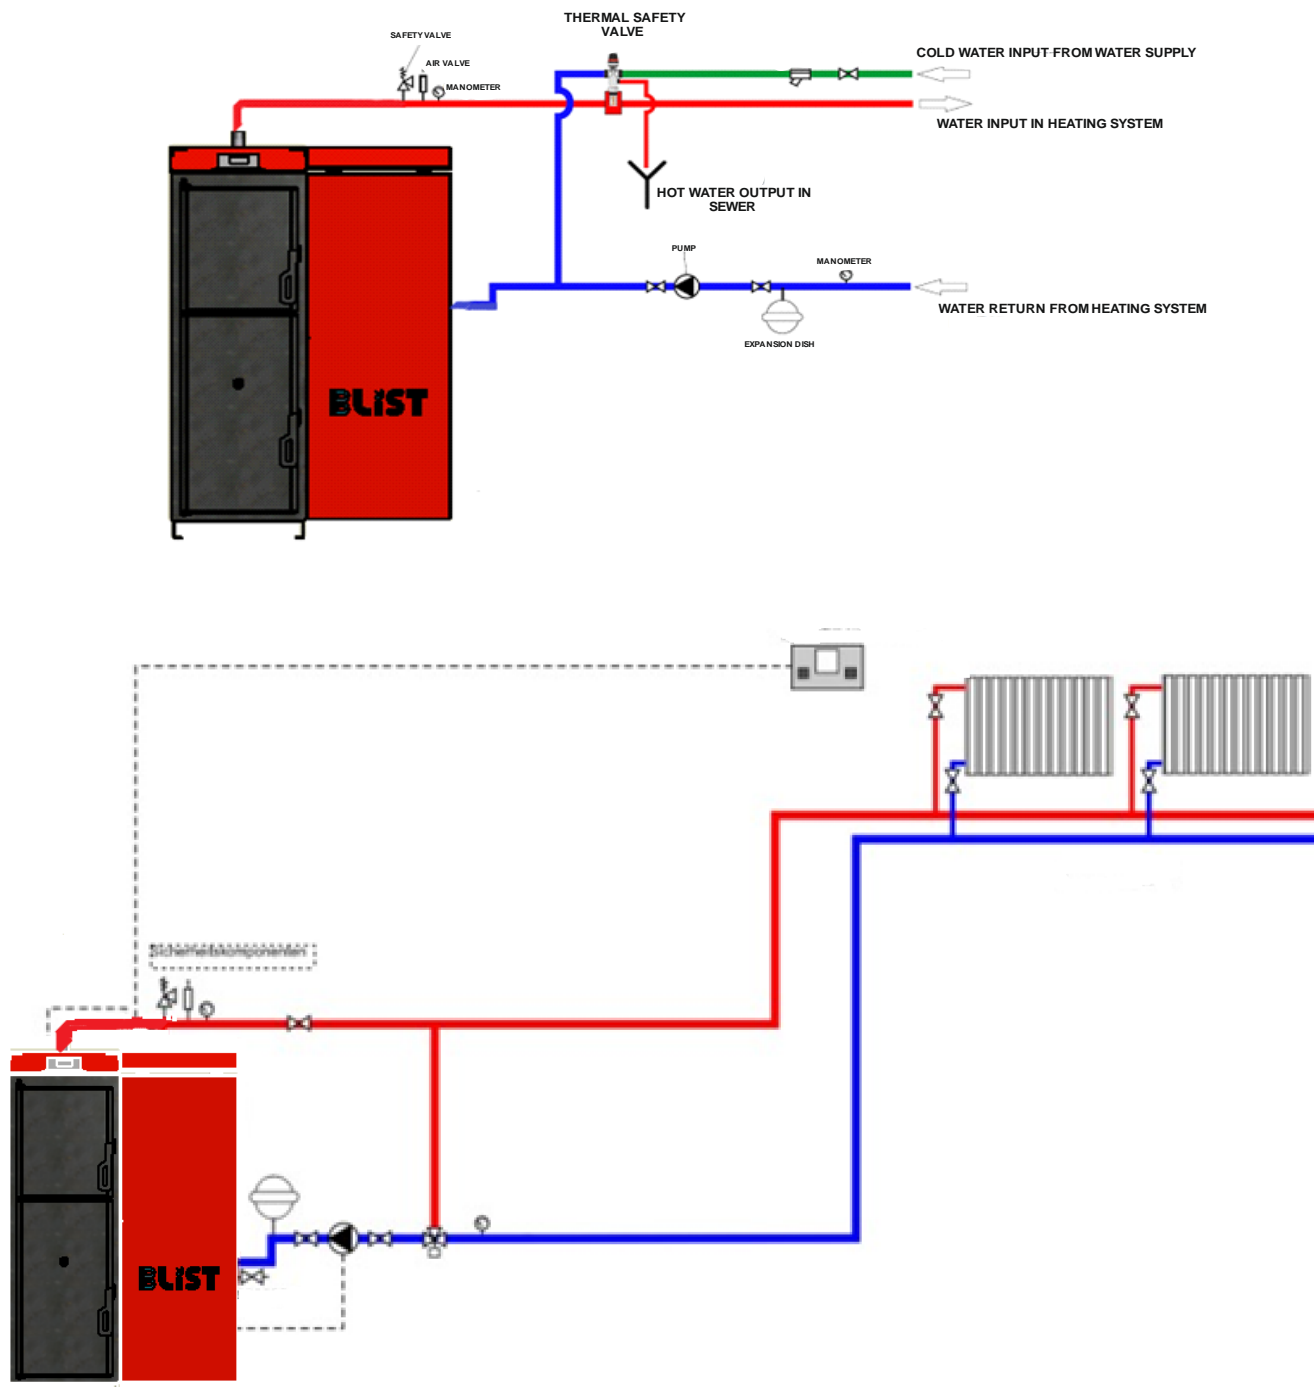 THERMAL SAFETY
VALVE
SAFETY VALVE
AIR VALVE
MANOMETER
COLD WATER INPUT FROM WATER SUPPLY
WATER INPUT IN HEATING SYSTEM
HOT WATER OUTPUT IN
SEWER
PUMP
MANOMETER
WATER RETURN FROM HEATING SYSTEM
EXPANSION DISH
BLIST
Sicherheitskomponenten
BLIST